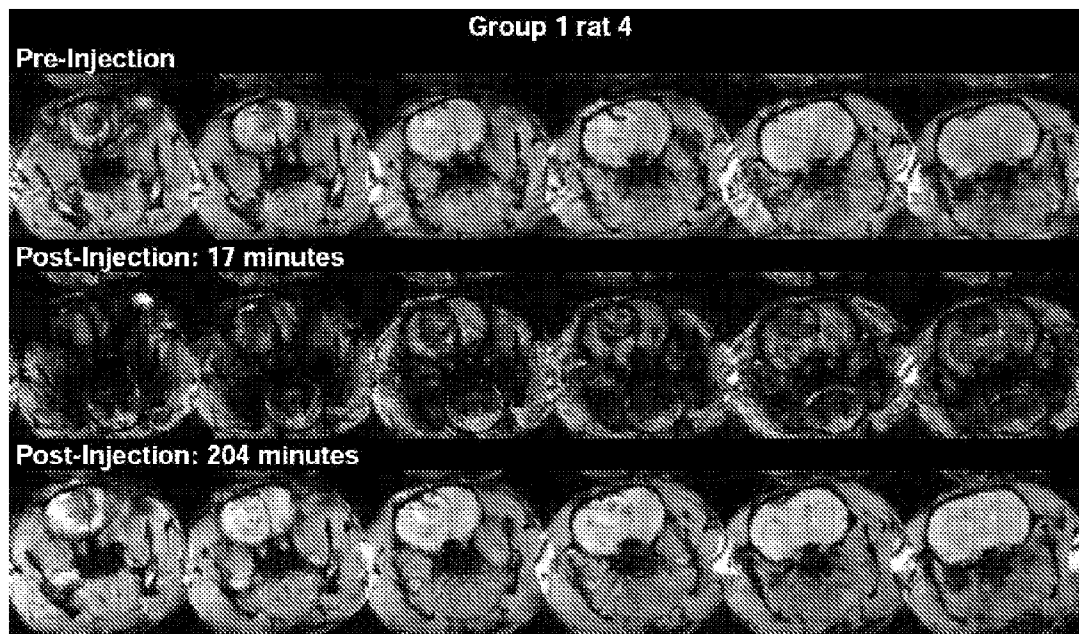 Group 1 rat 4
Pre-Injection
Post-Injection: 17 minutes
Post-Injection: 204 minutes